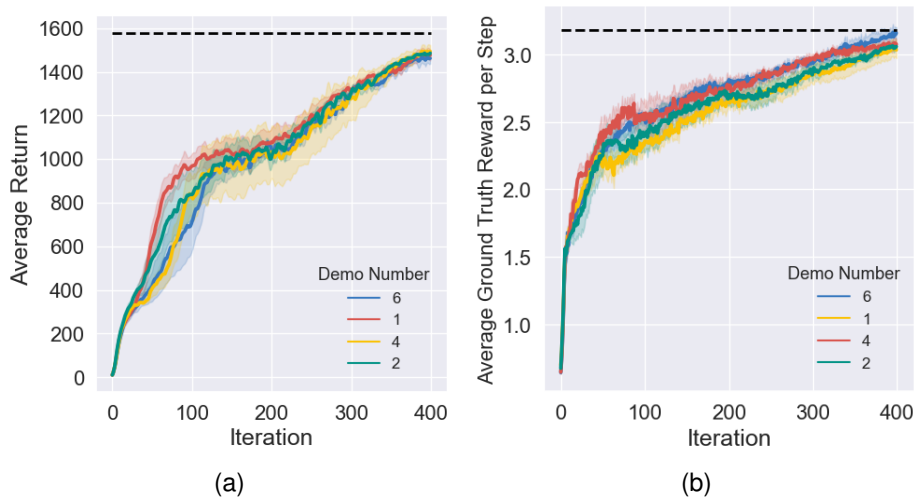 1600
1400
1200
1000
800
600
400
200
0
Average Return
Demo Number
6
1
4
2
0 100 200 300 400
Iteration
(a)
3.0
2.5
2.0
1.5
1.0
Average Ground Truth Reward per Step
Demo Number
6
1
4
2
0 100 200 300 400
Iteration
(b)